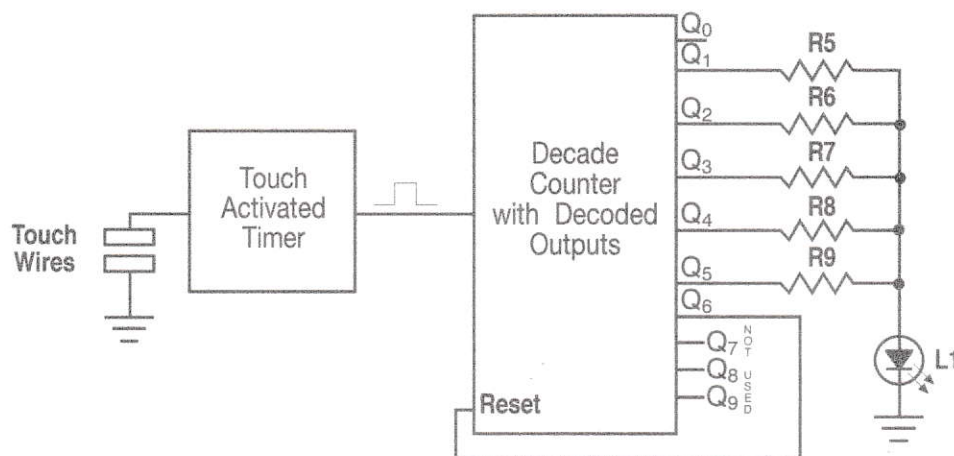 Touch
Wires
Touch
Activated
Timer
Decade
Counter
with Decoded
Outputs
Reset
Q0
Q1
Q2
Q3
Q4
Q5
Q6
Q7
Q8
Q9
NOT USED
R5
R6
R7
R8
R9
L1